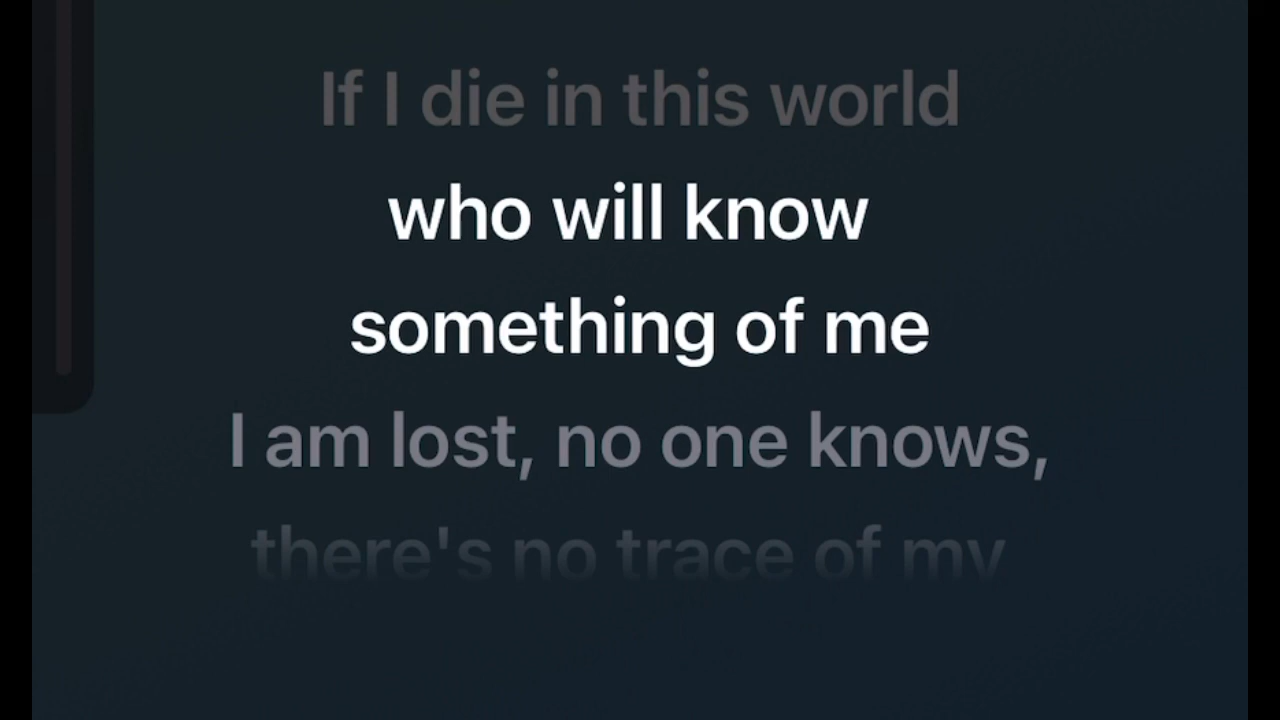 If I die in this world
who will know
something of me
I am lost, no one knows,
there's no trace of my